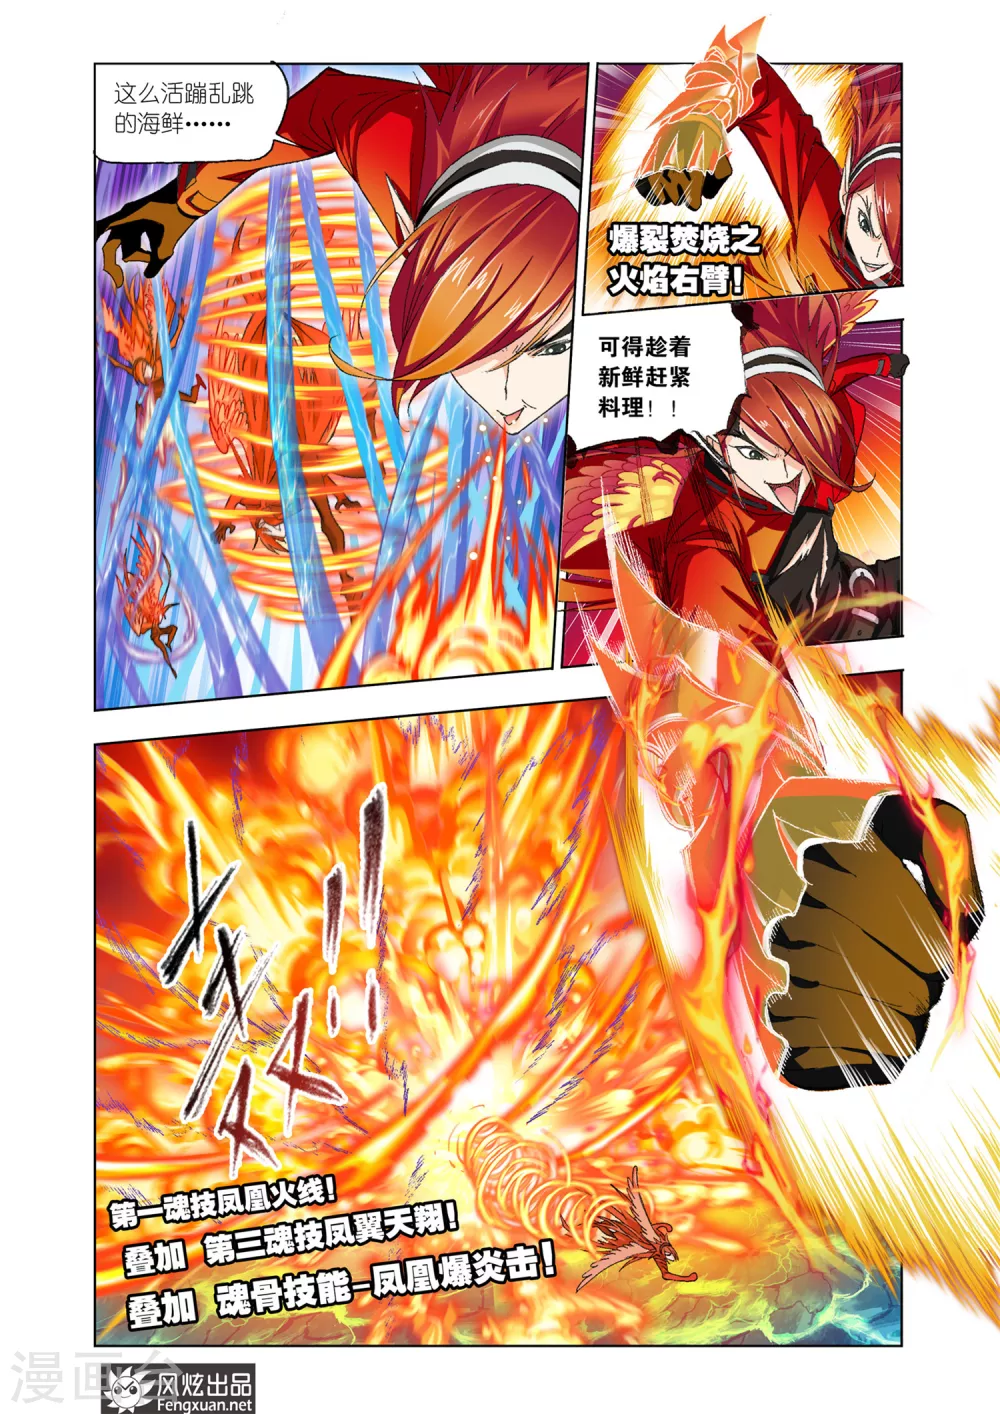 这么活蹦乱跳
的海鲜······
爆裂焚烧之
火焰右臂！
可得趁着
新鲜赶紧
料理！！
第一魂技凤凰火线！
叠加 第三魂技凤翼天翔！
叠加 魂骨技能-凤凰爆炎击！
漫画台
风炫出品
Fengxuan.net